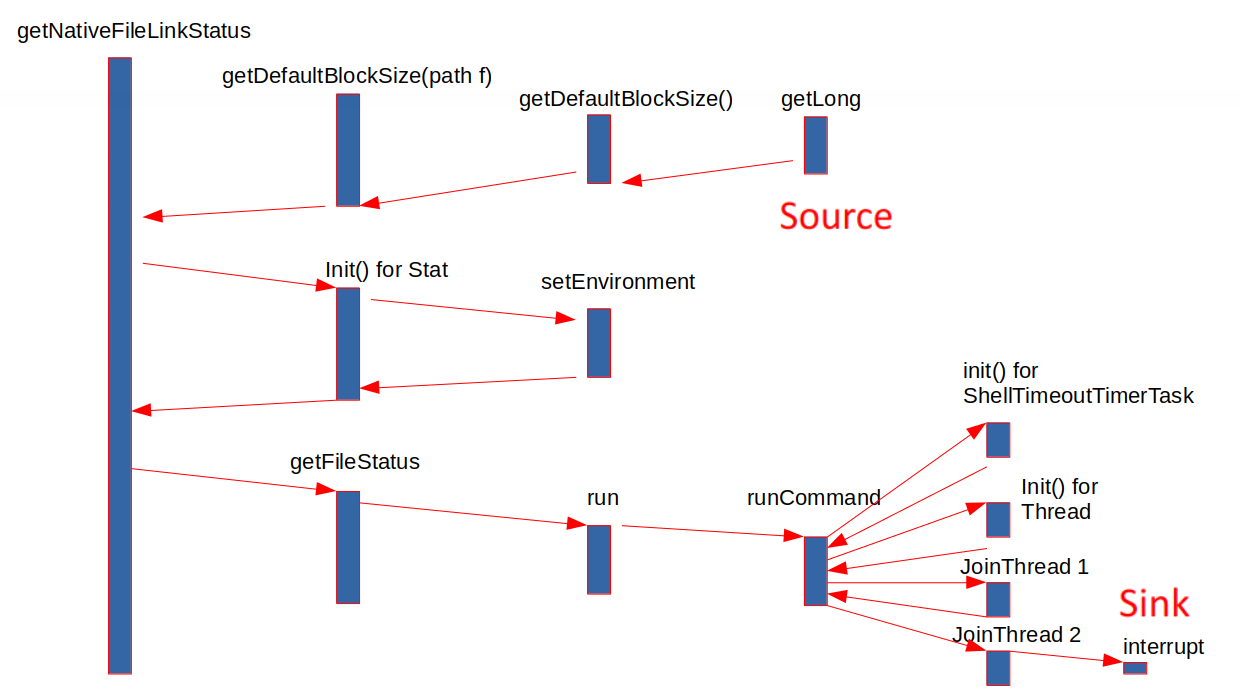 getNativeFileLinkStatus
getDefaultBlockSize(path f)
getDefaultBlockSize()
getLong
Source
Init() for Stat
setEnvironment
init() for
ShellTimeoutTimerTask
getFileStatus
run
runCommand
Init() for
Thread
JoinThread 1
Sink
JoinThread 2
interrupt